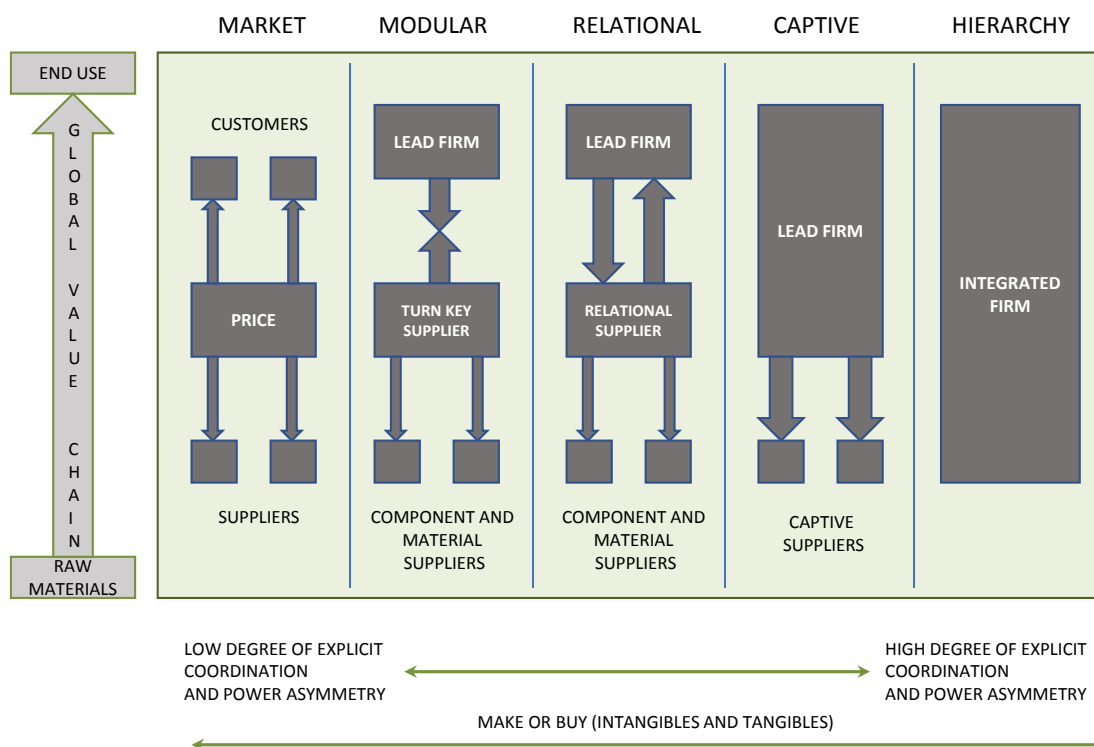 MARKET
MODULAR
RELATIONAL
CAPTIVE
HIERARCHY
END USE
GLOBAL VALUE CHAIN
RAW
MATERIALS
CUSTOMERS
PRICE
SUPPLIERS
LEAD FIRM
TURN KEY
SUPPLIER
COMPONENT AND
MATERIAL
SUPPLIERS
LEAD FIRM
RELATIONAL
SUPPLIER
COMPONENT AND
MATERIAL
SUPPLIERS
LEAD FIRM
CAPTIVE
SUPPLIERS
INTEGRATED
FIRM
LOW DEGREE OF EXPLICIT
COORDINATION
AND POWER ASYMMETRY
HIGH DEGREE OF EXPLICIT
COORDINATION
AND POWER ASYMMETRY
MAKE OR BUY (INTANGIBLES AND TANGIBLES)